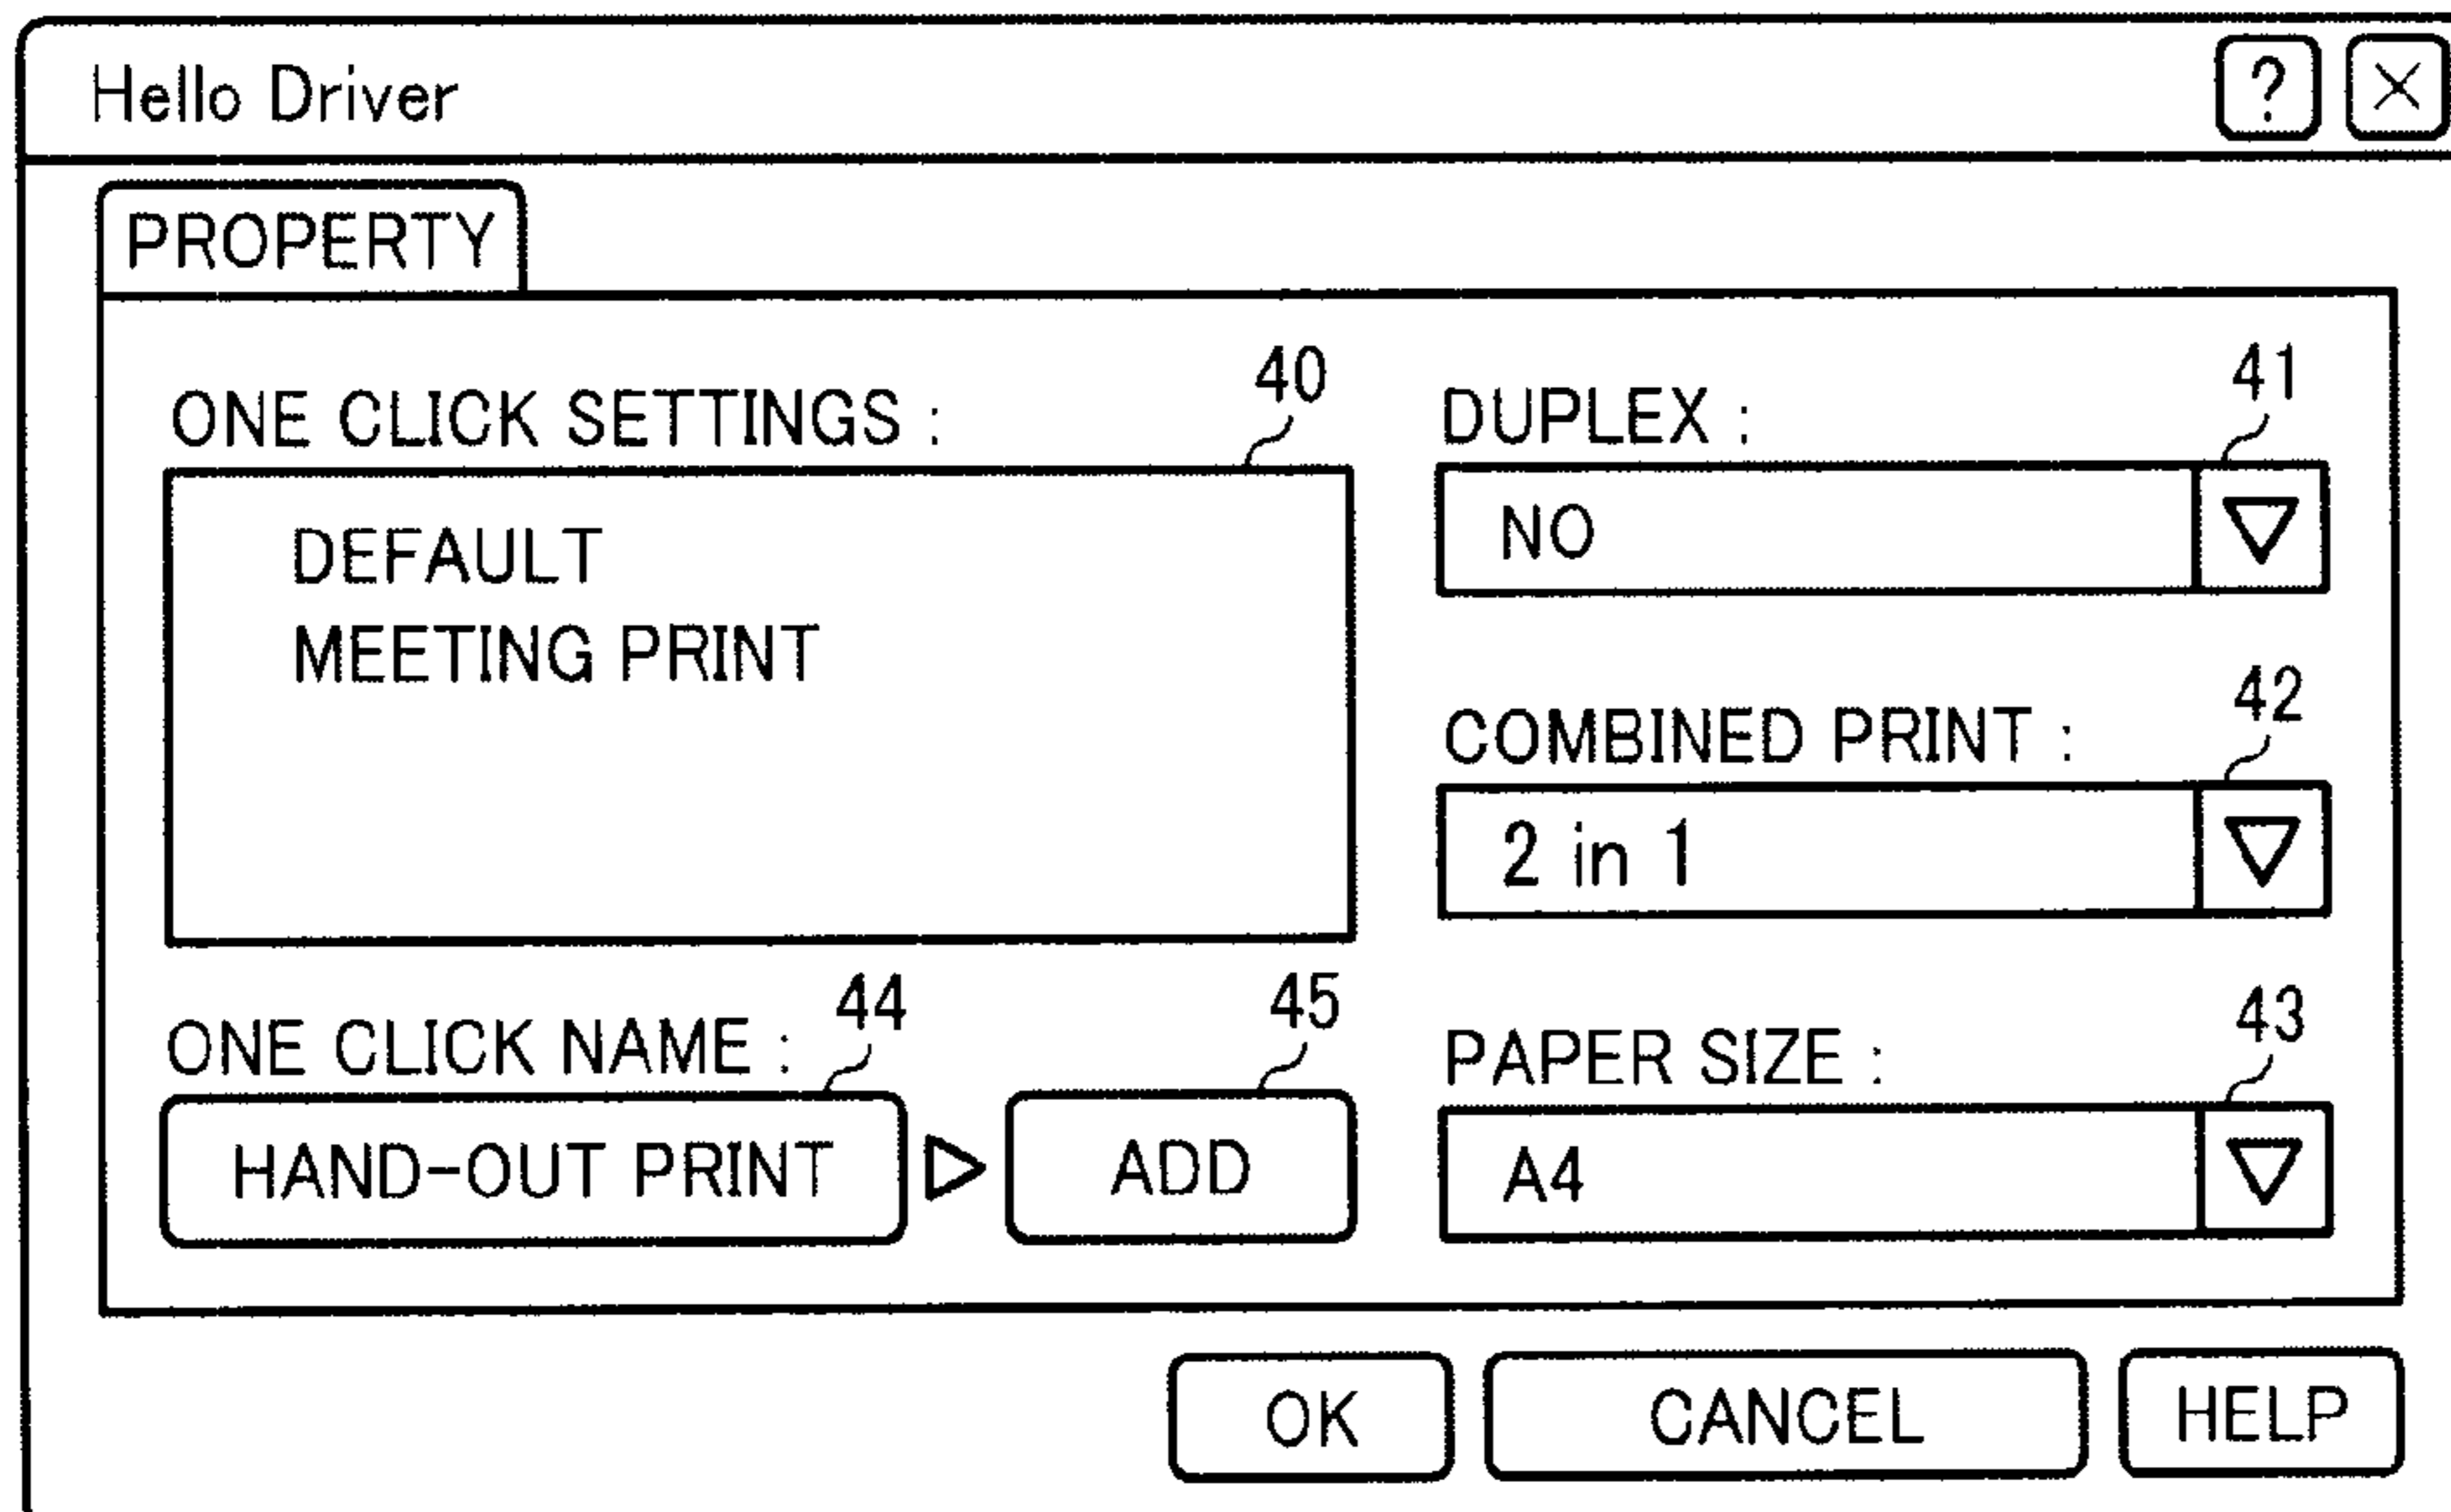 Hello Driver ? ×
PROPERTY
ONE CLICK SETTINGS : 40
DEFAULT
MEETING PRINT
ONE CLICK NAME : 44 45
HAND-OUT PRINT ADD
DUPLEX : 41
NO
COMBINED PRINT : 42
2 in 1
PAPER SIZE : 43
A4
OK CANCEL HELP